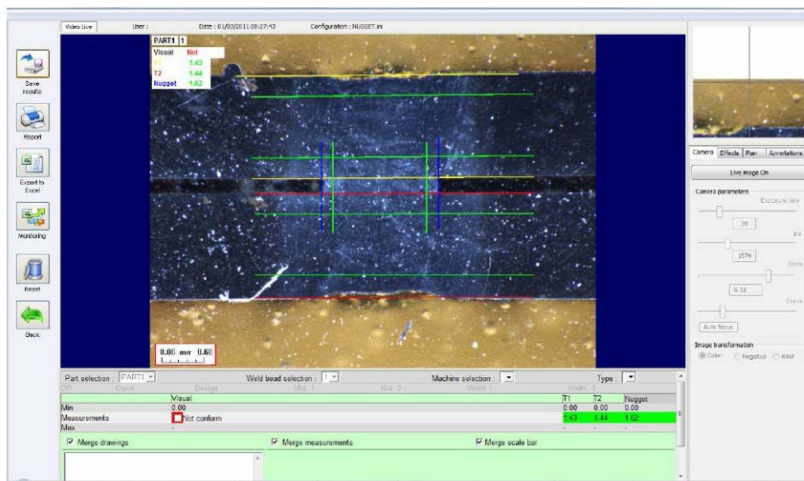 Video Live User : Date : 01/03/2011 08:27:43 Configuration : NUGGET.ini
PART1 1
Visual Not
T1 1.43
T2 1.44
Nugget 1.62
Save results
Report
Export to Excel
Monitoring
Reset
Back
0.00 mm 0.60
Camera Effects Plan Annotations
Live image On
Camera parameters
Exposure time
39
Iris
1574
Zoom
Focus
Auto focus
Image transformation
Color Negative B&W
Part selection : PART1 Weld bead selection : 1 Machine selection : Type :
Visual T1 T2 Nugget
Min 0.00 0.00 0.00 0.00
Measurements Not conform 1.43 1.44 1.62
Max - - - -
Merge drawings Merge measurements Merge scale bar